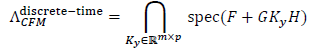 Λ_{CFM}^{discrete-time} = ⋂_{K_y∈ℝ^{m×p}} spec(F + GK_yH)